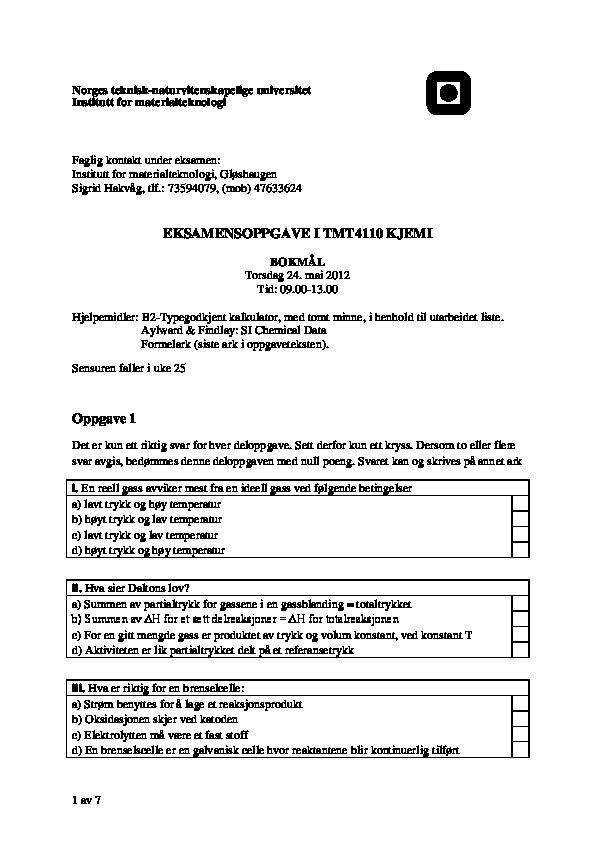 Norges teknisk-naturvitenskapelige universitet
Institutt for materialteknologi
Faglig kontakt under eksamen:
Institutt for materialteknologi, Gløshaugen
Sigrid Hakvåg, tlf.: 73594079, (mob) 47633624
EKSAMENSOPPGAVE I TMT4110 KJEMI
BOKMÅL
Torsdag 24. mai 2012
Tid: 09.00-13.00
Hjelpemidler: B2-Typegodkjent kalkulator, med tomt minne, i henhold til utarbeidet liste.
Aylward & Findlay: SI Chemical Data
Formelark (siste ark i oppgaveteksten).
Sensuren faller i uke 25
Oppgave 1
Det er kun ett riktig svar for hver deloppgave. Sett derfor kun ett kryss. Dersom to eller flere
svar avgis, bedømmes denne deloppgaven med null poeng. Svaret kan og skrives på annet ark
I. En reell gass avviker mest fra en ideell gass ved følgende betingelser
a) lavt trykk og høy temperatur
b) høyt trykk og lav temperatur
c) lavt trykk og lav temperatur
d) høyt trykk og høy temperatur
II. Hva sier Daltons lov?
a) Summen av partialtrykk for gassene i en gassblanding = totaltrykket
b) Summen av ΔH for et sett delreaksjoner = ΔH for totalreaksjonen
c) For en gitt mengde gass er produktet av trykk og volum konstant, ved konstant T
d) Aktiviteten er lik partialtrykket delt på et referansetrykk
III. Hva er riktig for en brenselcelle:
a) Strøm benyttes for å lage et reaksjonsprodukt
b) Oksidasjonen skjer ved katoden
c) Elektrolytten må være et fast stoff
d) En brenselscelle er en galvanisk celle hvor reaktantene blir kontinuerlig tilført
1 av 7